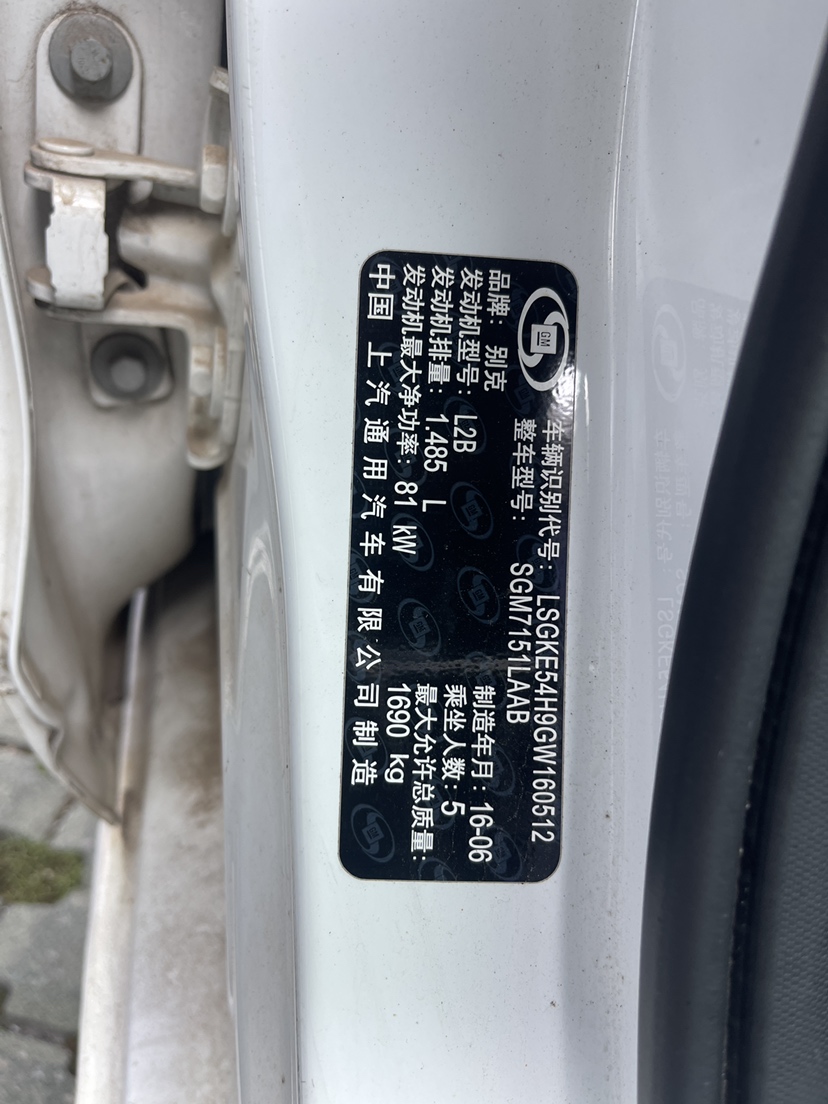 GM
车辆识别代号: LSGKE54H9GW160512
整车型号: SGM7151LAAB
品牌: 别克
制造年月: 16-06
发动机型号: L2B
乘坐人数: 5
发动机排量: 1.485 L
最大允许总质量:
发动机最大净功率: 81 kW
1690 kg
中国 上汽通用汽车有限公司制造